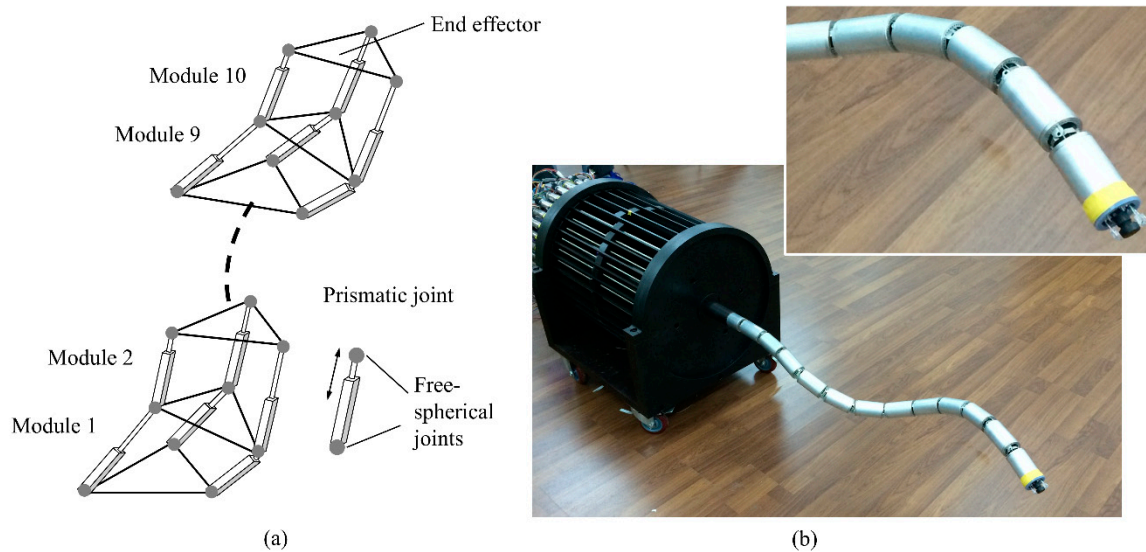 End effector
Module 10
Module 9
Prismatic joint
Module 2
Free-
spherical
joints
Module 1
(a)
(b)